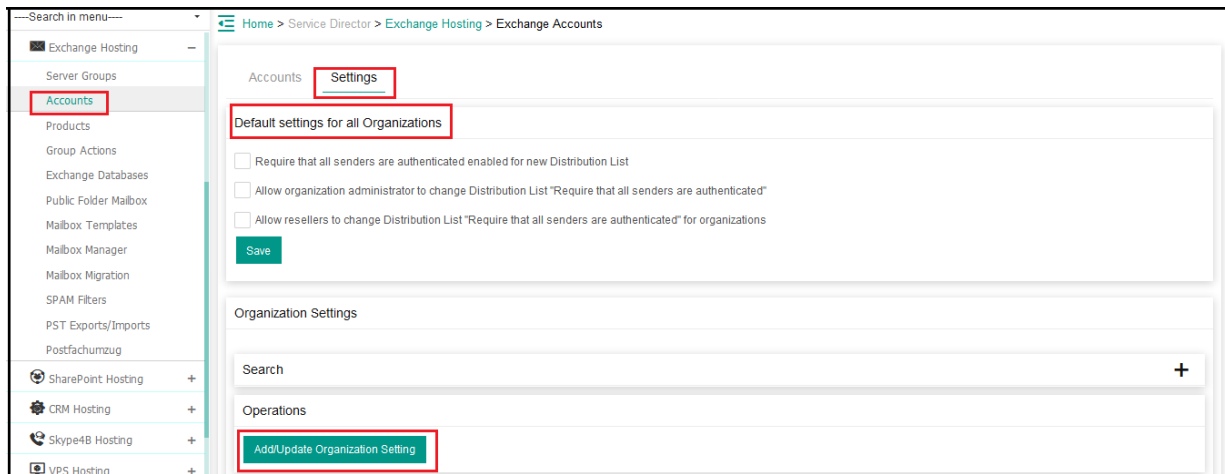 ----Search in menu----
Exchange Hosting
Server Groups
Accounts
Products
Group Actions
Exchange Databases
Public Folder Mailbox
Mailbox Templates
Mailbox Manager
Mailbox Migration
SPAM Filters
PST Exports/Imports
Postfachumzug
SharePoint Hosting
CRM Hosting
Skype4B Hosting
VPS Hosting
Home > Service Director > Exchange Hosting > Exchange Accounts
Accounts Settings
Default settings for all Organizations
Require that all senders are authenticated enabled for new Distribution List
Allow organization administrator to change Distribution List "Require that all senders are authenticated"
Allow resellers to change Distribution List "Require that all senders are authenticated" for organizations
Save
Organization Settings
Search
Operations
Add/Update Organization Setting